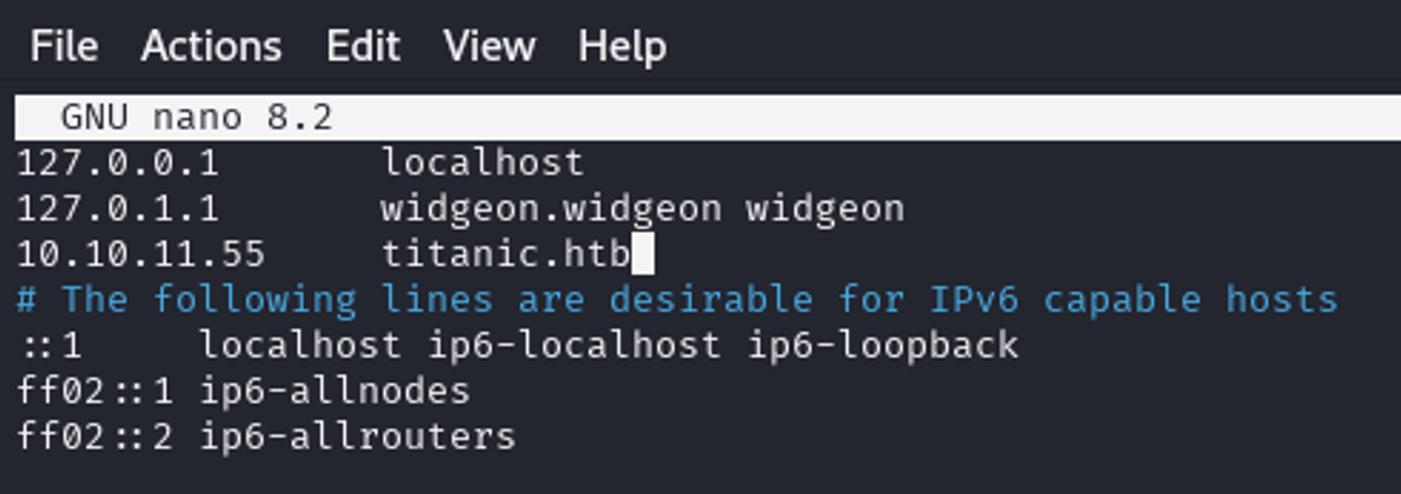 File Actions Edit View Help
GNU nano 8.2
127.0.0.1 localhost
127.0.1.1 widgeon.widgeon widgeon
10.10.11.55 titanic.htb
# The following lines are desirable for IPv6 capable hosts
::1 localhost ip6-localhost ip6-loopback
ff02::1 ip6-allnodes
ff02::2 ip6-allrouters